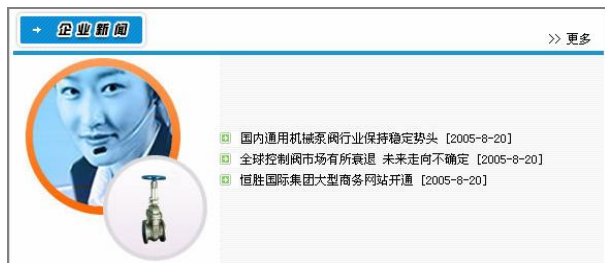 企业新闻
>> 更多
国内通用机械泵阀行业保持稳定势头 [2005-8-20]
全球控制阀市场有所衰退 未来走向不确定 [2005-8-20]
恒胜国际集团大型商务网站开通 [2005-8-20]